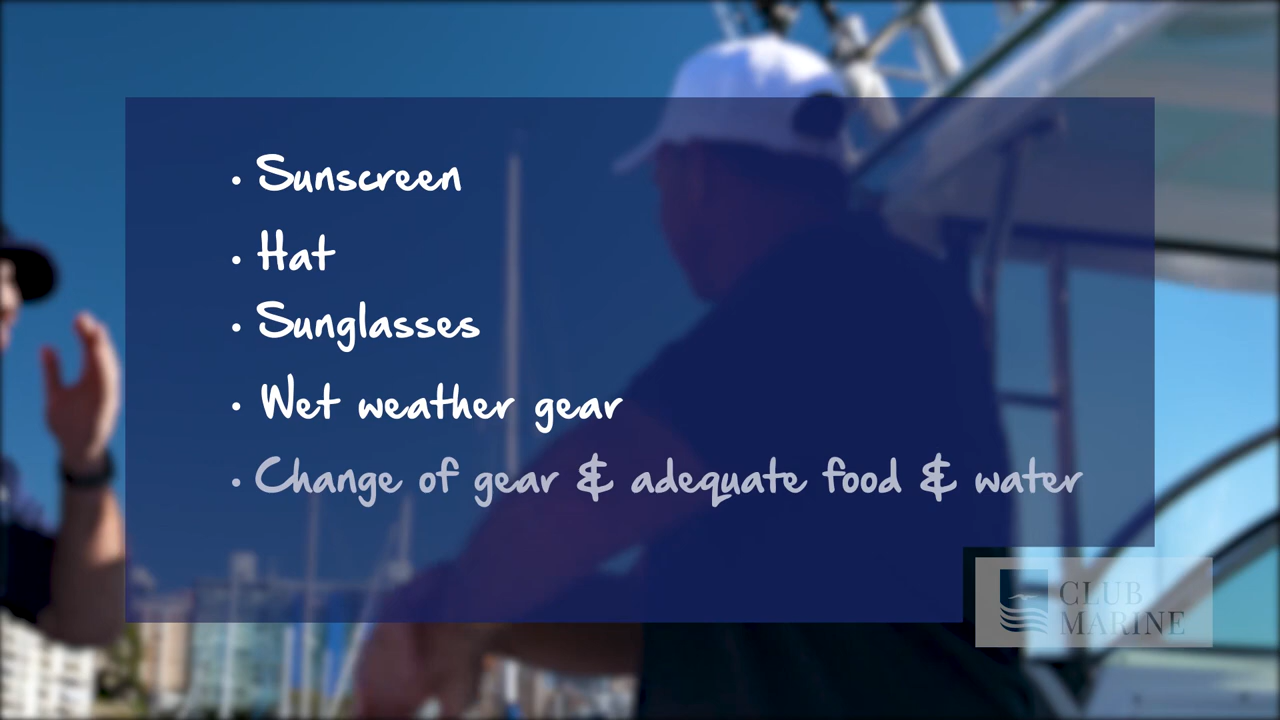 • Sunscreen
• Hat
• Sunglasses
• Wet weather gear
• Change of gear & adequate food & water
CLUB
MARINE